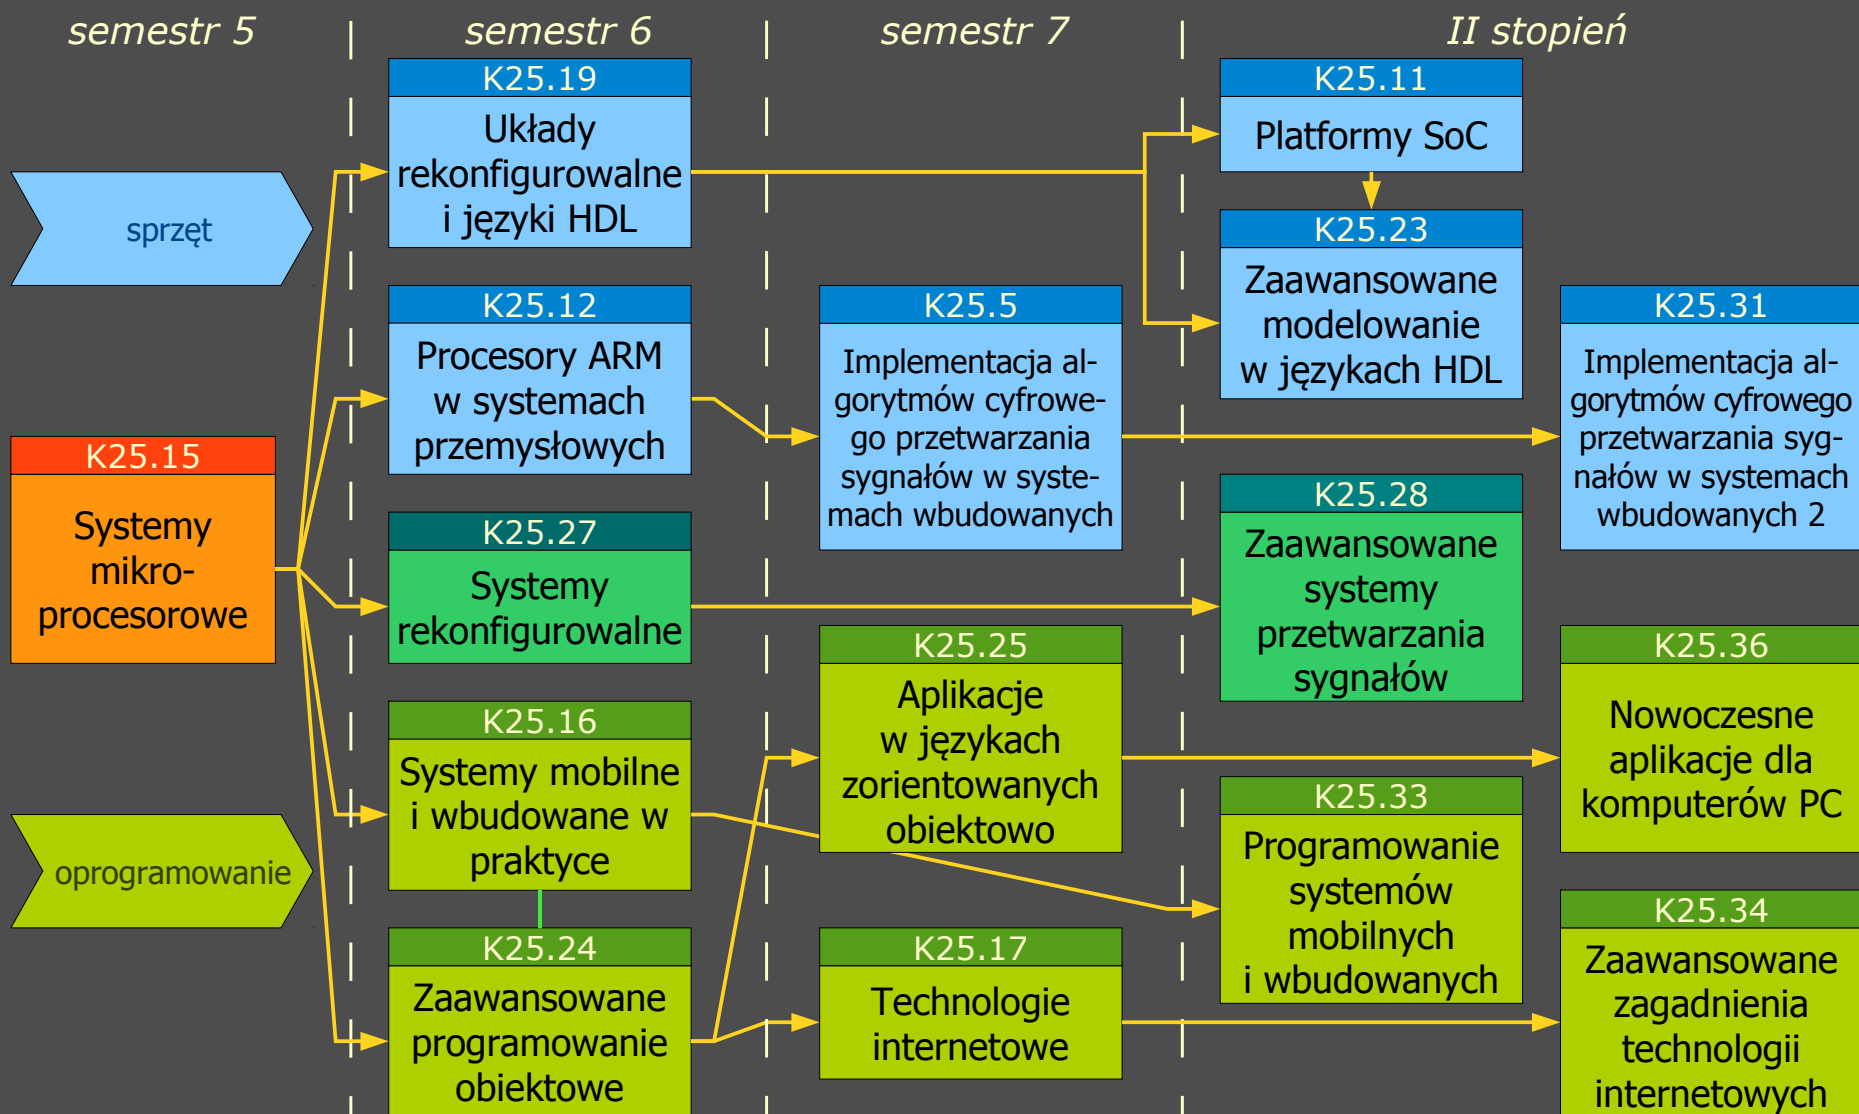 semestr 5
semestr 6
semestr 7
II stopień
sprzęt
K25.15
Systemy
mikro-
procesorowe
oprogramowanie
K25.19
Układy
rekonfigurowalne
i języki HDL
K25.12
Procesory ARM
w systemach
przemysłowych
K25.27
Systemy
rekonfigurowalne
K25.16
Systemy mobilne
i wbudowane w
praktyce
K25.24
Zaawansowane
programowanie
obiektowe
K25.5
Implementacja al-
gorytmów cyfrowe-
go przetwarzania
sygnałów w syste-
mach wbudowanych
K25.25
Aplikacje
w językach
zorientowanych
obiektowo
K25.17
Technologie
internetowe
K25.11
Platformy SoC
K25.23
Zaawansowane
modelowanie
w językach HDL
K25.28
Zaawansowane
systemy
przetwarzania
sygnałów
K25.33
Programowanie
systemów
mobilnych
i wbudowanych
K25.31
Implementacja al-
gorytmów cyfrowego
przetwarzania syg-
nałów w systemach
wbudowanych 2
K25.36
Nowoczesne
aplikacje dla
komputerów PC
K25.34
Zaawansowane
zagadnienia
technologii
internetowych